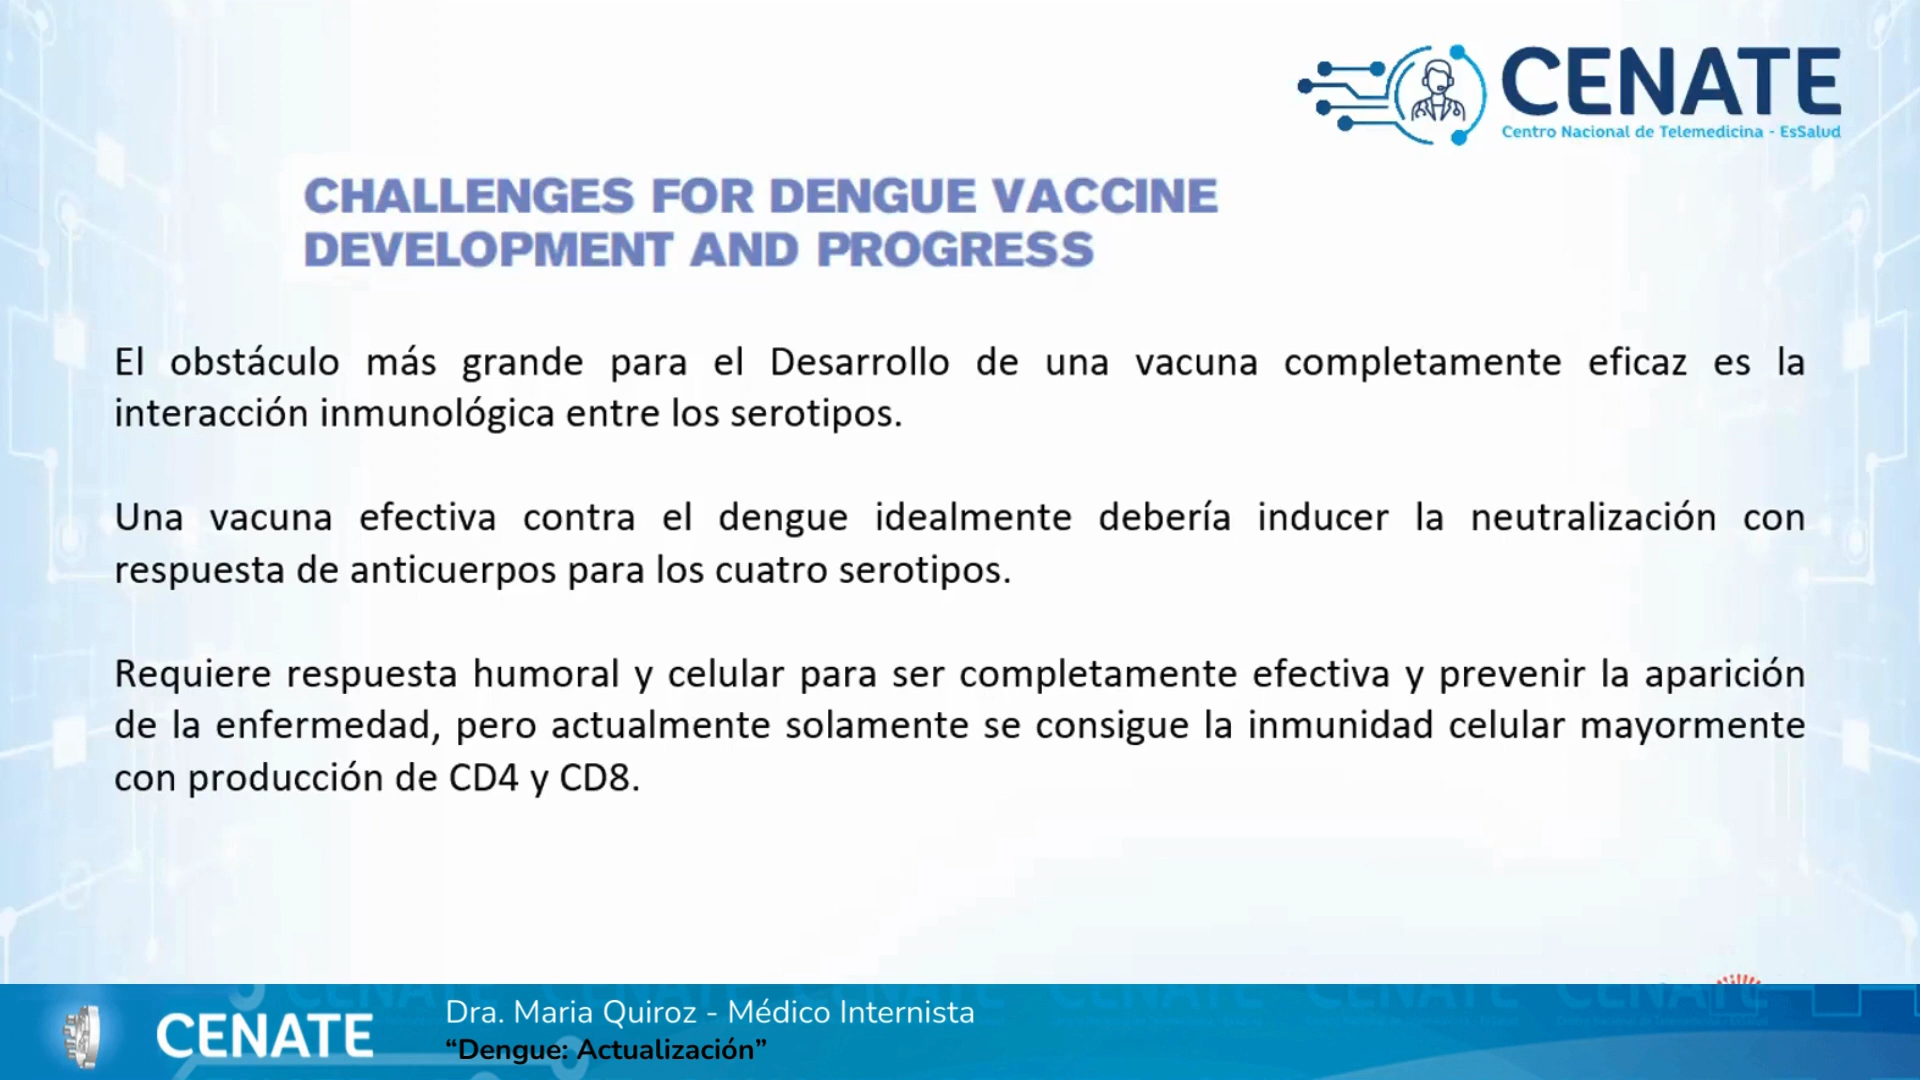 CENATE
Centro Nacional de Telemedicina - EsSalud
CHALLENGES FOR DENGUE VACCINE
DEVELOPMENT AND PROGRESS
El obstáculo más grande para el Desarrollo de una vacuna completamente eficaz es la
interacción inmunológica entre los serotipos.
Una vacuna efectiva contra el dengue idealmente debería inducer la neutralización con
respuesta de anticuerpos para los cuatro serotipos.
Requiere respuesta humoral y celular para ser completamente efectiva y prevenir la aparición
de la enfermedad, pero actualmente solamente se consigue la inmunidad celular mayormente
con producción de CD4 y CD8.
CENATE
Dra. Maria Quiroz - Médico Internista
“Dengue: Actualización”